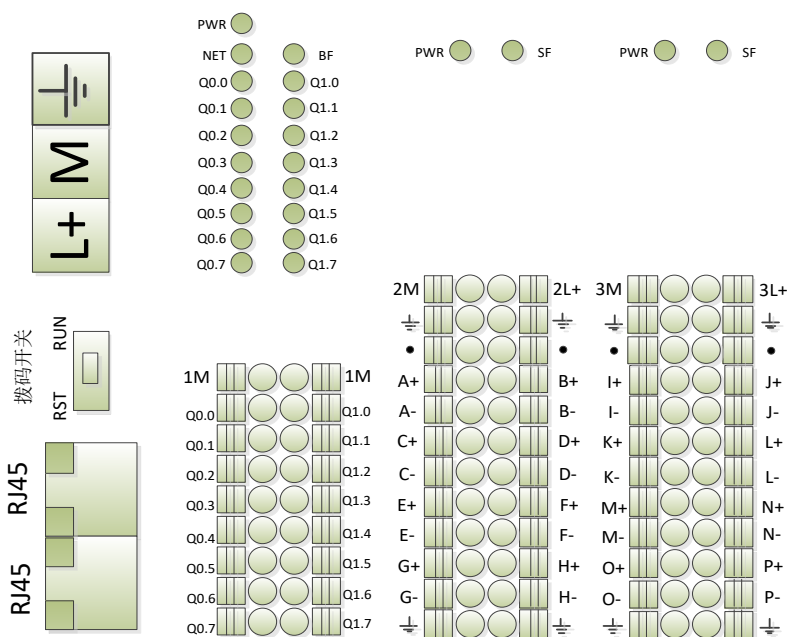 PWR
NET BF
Q0.0 Q1.0
Q0.1 Q1.1
Q0.2 Q1.2
Q0.3 Q1.3
Q0.4 Q1.4
Q0.5 Q1.5
Q0.6 Q1.6
Q0.7 Q1.7
PWR SF
PWR SF
M
L+
拨码开关
RUN
RST
RJ45
RJ45
1M 1M
Q0.0 Q1.0
Q0.1 Q1.1
Q0.2 Q1.2
Q0.3 Q1.3
Q0.4 Q1.4
Q0.5 Q1.5
Q0.6 Q1.6
Q0.7 Q1.7
2M 2L+
A+ B+
A- B-
C+ D+
C- D-
E+ F+
E- F-
G+ H+
G- H-
3M 3L+
I+ J+
I- J-
K+ L+
K- L-
M+ N+
M- N-
O+ P+
O- P-